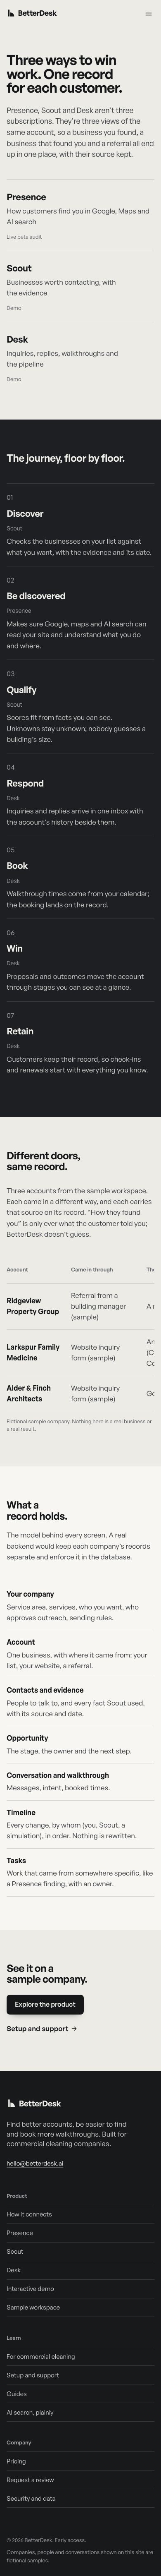 BetterDesk
Three ways to win
work. One record
for each customer.
Presence, Scout and Desk aren't three
subscriptions. They're three views of the
same account, so a business you found, a
business that found you and a referral all end
up in one place, with their source kept.
Presence
How customers find you in Google, Maps and
AI search
Live beta audit
Scout
Businesses worth contacting, with
the evidence
Demo
Desk
Inquiries, replies, walkthroughs and
the pipeline
Demo
The journey, floor by floor.
01
Discover
Scout
Checks the businesses on your list against
what you want, with the evidence and its date.
02
Be discovered
Presence
Makes sure Google, maps and AI search can
read your site and understand what you do
and where.
03
Qualify
Scout
Scores fit from facts you can see.
Unknowns stay unknown; nobody guesses a
building's size.
04
Respond
Desk
Inquiries and replies arrive in one inbox with
the account's history beside them.
05
Book
Desk
Walkthrough times come from your calendar;
the booking lands on the record.
06
Win
Desk
Proposals and outcomes move the account
through stages you can see at a glance.
07
Retain
Desk
Customers keep their record, so check-ins
and renewals start with everything you know.
Different doors,
same record.
Three accounts from the sample workspace.
Each came in a different way, and each carries
that source on its record. "How they found
you" is only ever what the customer told you;
BetterDesk doesn't guess.
Account Came in through
Ridgeview
Property Group
Referral from a
building manager
(sample)
Larkspur Family
Medicine
Website inquiry
form (sample)
Alder & Finch
Architects
Website inquiry
form (sample)
Fictional sample company. Nothing here is a real business or
a real result.
What a
record holds.
The model behind every screen. A real
backend would keep each company's records
separate and enforce it in the database.
Your company
Service area, services, who you want, who
approves outreach, sending rules.
Account
One business, with where it came from: your
list, your website, a referral.
Contacts and evidence
People to talk to, and every fact Scout used,
with its source and date.
Opportunity
The stage, the owner and the next step.
Conversation and walkthrough
Messages, intent, booked times.
Timeline
Every change, by whom (you, Scout, a
simulation), in order. Nothing is rewritten.
Tasks
Work that came from somewhere specific, like
a Presence finding, with an owner.
See it on a
sample company.
Explore the product
Setup and support →
BetterDesk
Find better accounts, be easier to find
and book more walkthroughs. Built for
commercial cleaning companies.
hello@betterdesk.ai
Product
How it connects
Presence
Scout
Desk
Interactive demo
Sample workspace
Learn
For commercial cleaning
Setup and support
Guides
AI search, plainly
Company
Pricing
Request a review
Security and data
© 2026 BetterDesk. Early access.
Companies, people and conversations shown on this site are
fictional samples.